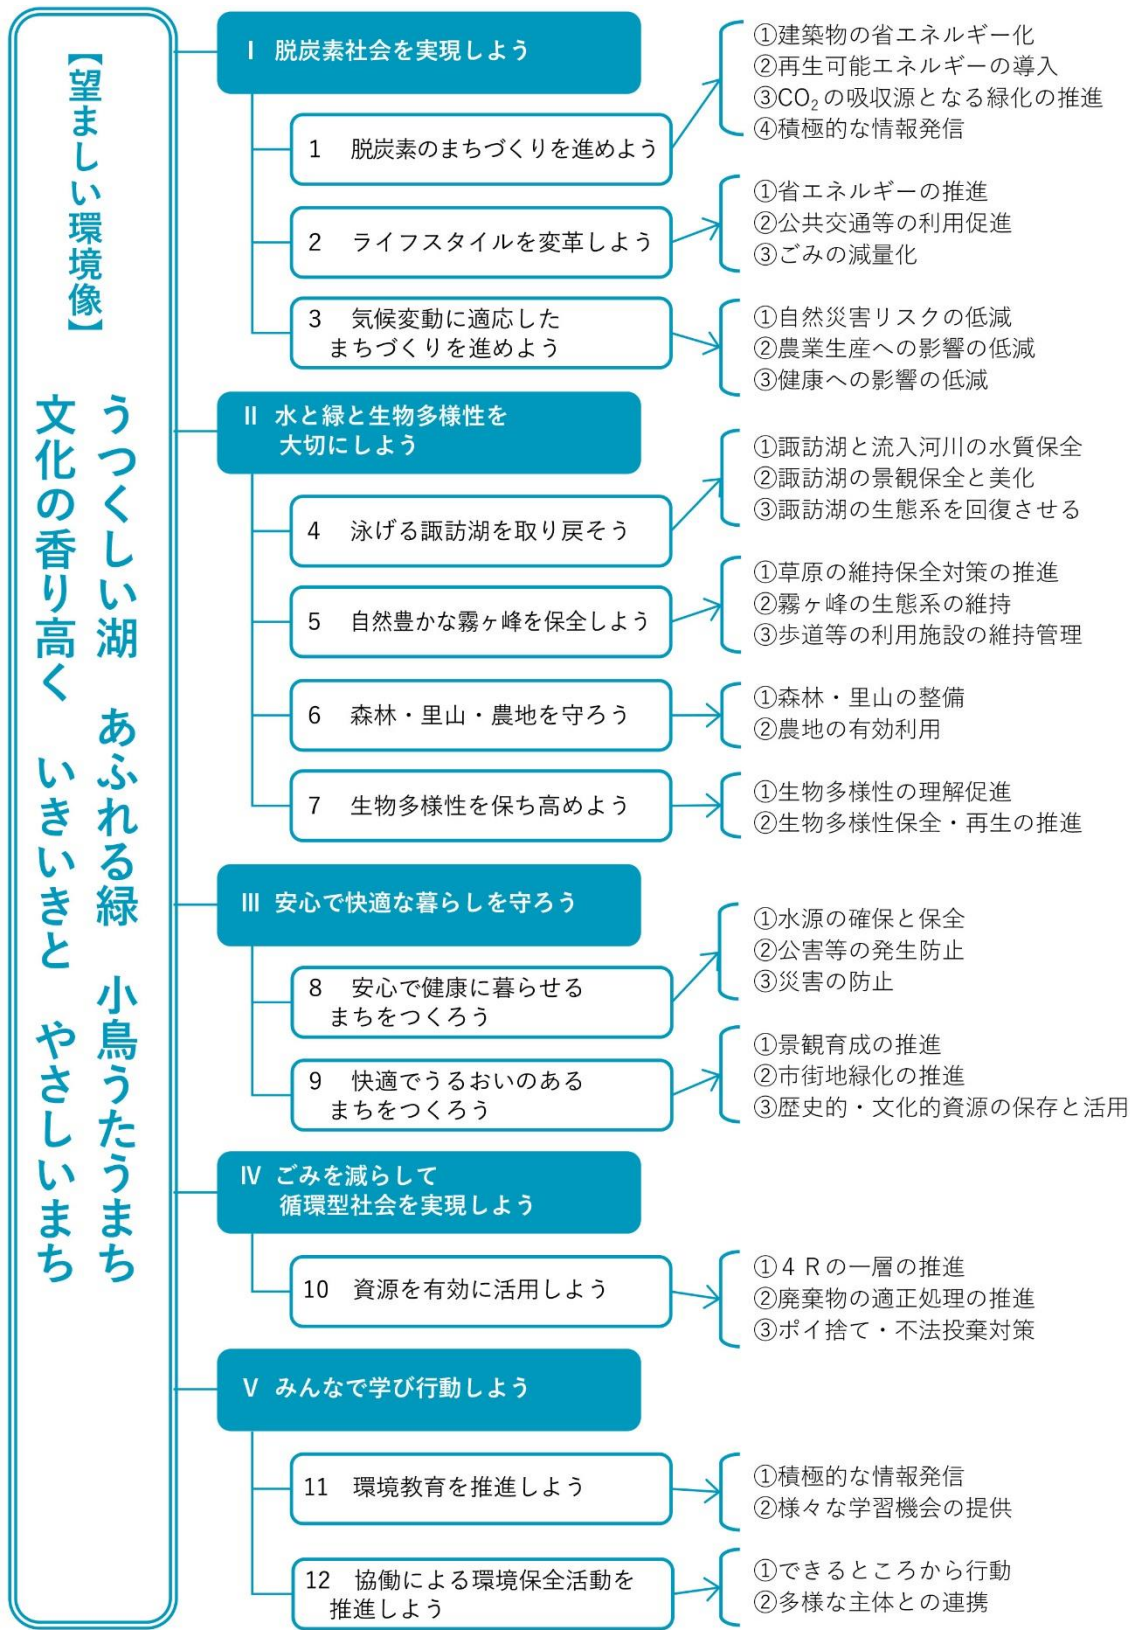 【望ましい環境像】
うつくしい湖　あふれる緑　小鳥うたうまち
文化の香り高く　いきいきと　やさしいまち
Ⅰ 脱炭素社会を実現しよう
1　脱炭素のまちづくりを進めよう
①建築物の省エネルギー化
②再生可能エネルギーの導入
③CO₂の吸収源となる緑化の推進
④積極的な情報発信
2　ライフスタイルを変革しよう
①省エネルギーの推進
②公共交通等の利用促進
③ごみの減量化
3　気候変動に適応した
まちづくりを進めよう
①自然災害リスクの低減
②農業生産への影響の低減
③健康への影響の低減
Ⅱ 水と緑と生物多様性を
大切にしよう
4　泳げる諏訪湖を取り戻そう
①諏訪湖と流入河川の水質保全
②諏訪湖の景観保全と美化
③諏訪湖の生態系を回復させる
5　自然豊かな霧ヶ峰を保全しよう
①草原の維持保全対策の推進
②霧ヶ峰の生態系の維持
③歩道等の利用施設の維持管理
6　森林・里山・農地を守ろう
①森林・里山の整備
②農地の有効利用
7　生物多様性を保ち高めよう
①生物多様性の理解促進
②生物多様性保全・再生の推進
Ⅲ 安心で快適な暮らしを守ろう
8　安心で健康に暮らせる
まちをつくろう
①水源の確保と保全
②公害等の発生防止
③災害の防止
9　快適でうるおいのある
まちをつくろう
①景観育成の推進
②市街地緑化の推進
③歴史的・文化的資源の保存と活用
Ⅳ ごみを減らして
循環型社会を実現しよう
10　資源を有効に活用しよう
①４Ｒの一層の推進
②廃棄物の適正処理の推進
③ポイ捨て・不法投棄対策
Ⅴ みんなで学び行動しよう
11　環境教育を推進しよう
①積極的な情報発信
②様々な学習機会の提供
12　協働による環境保全活動を
推進しよう
①できるところから行動
②多様な主体との連携